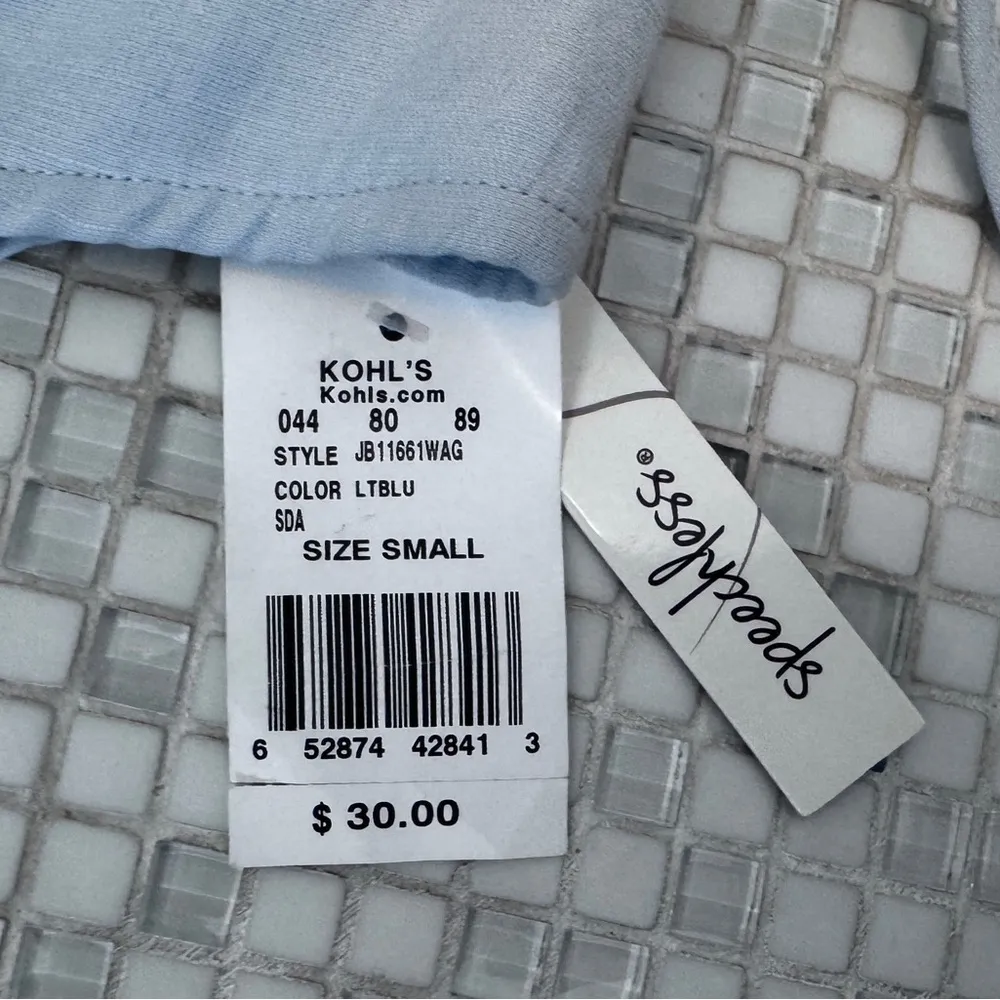 KOHL'S
Kohls.com
044 80 89
STYLE JB11661WAG
COLOR LTBLU
SDA
SIZE SMALL
6 52874 42841 3
$ 30.00
speechless®